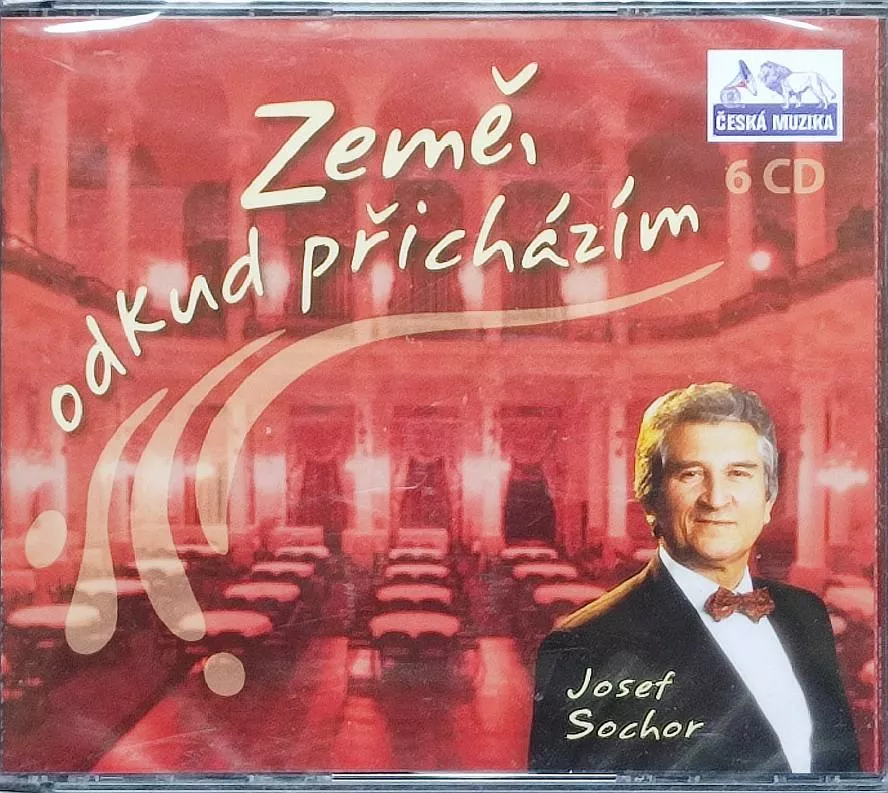 Země,
odkud přicházím
ČESKÁ MUZIKA
6 CD
Josef
Sochor